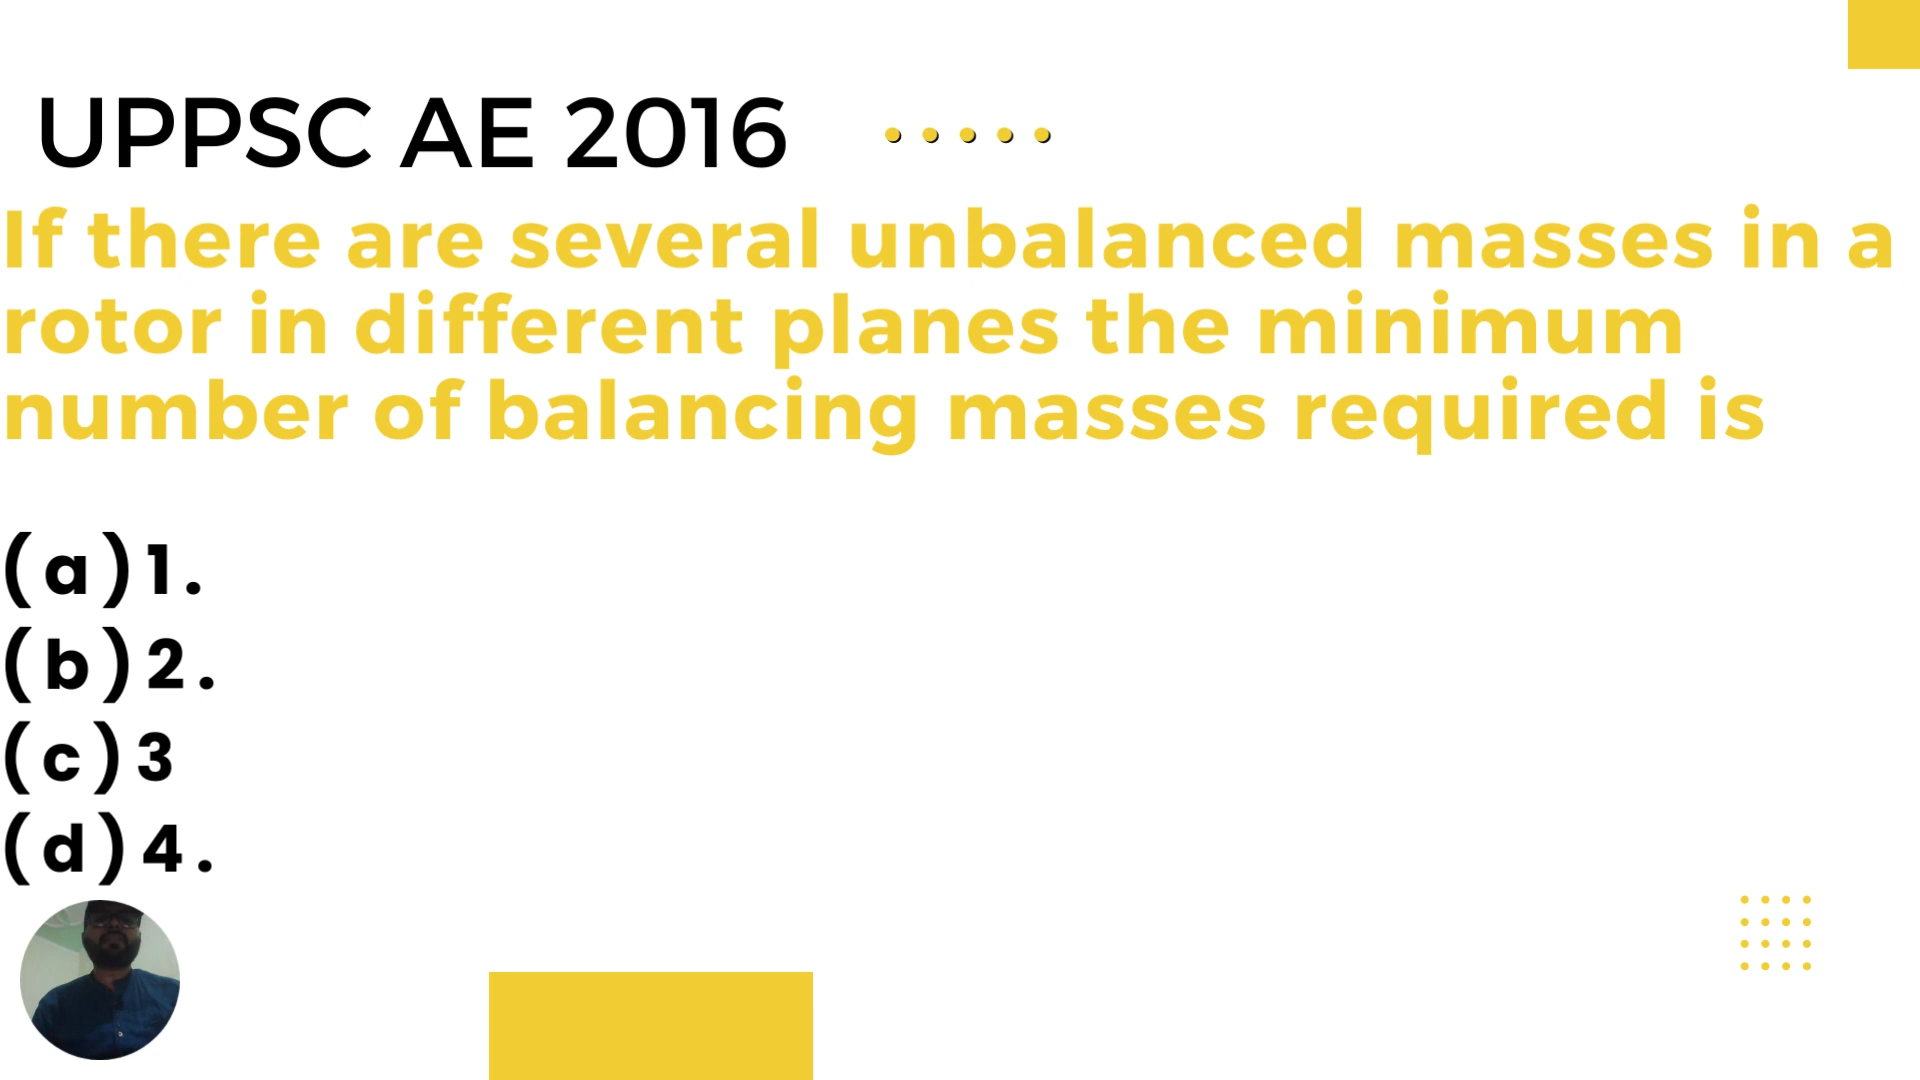 UPPSC AE 2016
If there are several unbalanced masses in a
rotor in different planes the minimum
number of balancing masses required is
(a)1.
(b)2.
(c)3
(d)4.